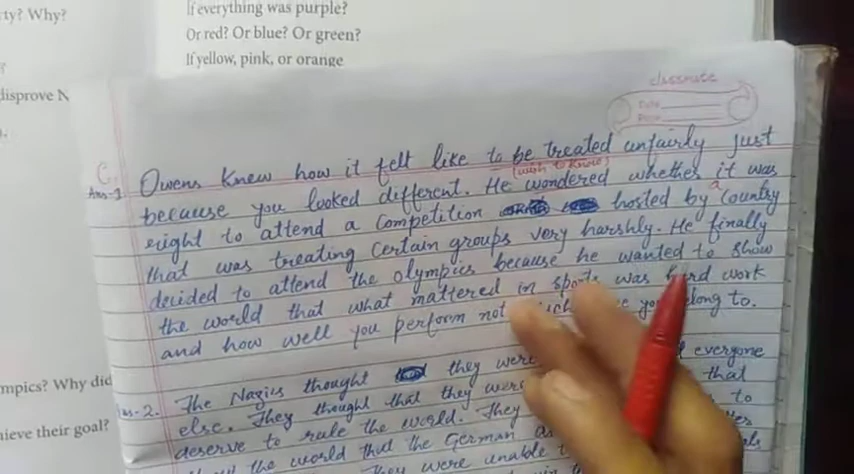 rty? Why?
If everything was purple?
Or red? Or blue? Or green?
If yellow, pink, or orange
?
disprove N
classmate
Date
Page
C.
Ans-1 Owens knew how it felt like to be treated unfairly just
(wish to know)
because you looked different. He wondered whether it was
right to attend a competition hosted by a country
that was treating certain groups very harshly. He finally
decided to attend the olympics because he wanted to show
the world that what mattered in sports was hard work
and how well you perform not you belong to.
Ans-2. The Nazis thought they were everyone
else. They thought that they were that
deserve to rule the world. They to
the world that the German
They were unable
mpics? Why did
hieve their goal?